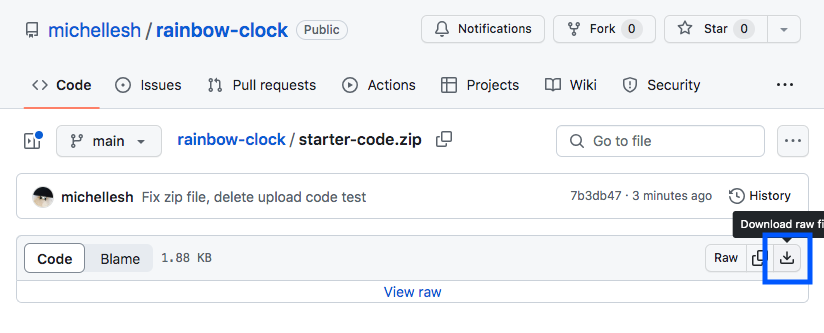 michellesh / rainbow-clock Public Notifications Fork 0 Star 0
Code Issues Pull requests Actions Projects Wiki Security
main rainbow-clock / starter-code.zip Go to file
michellesh Fix zip file, delete upload code test 7b3db47 · 3 minutes ago History
Download raw fi
Code Blame 1.88 KB Raw
View raw